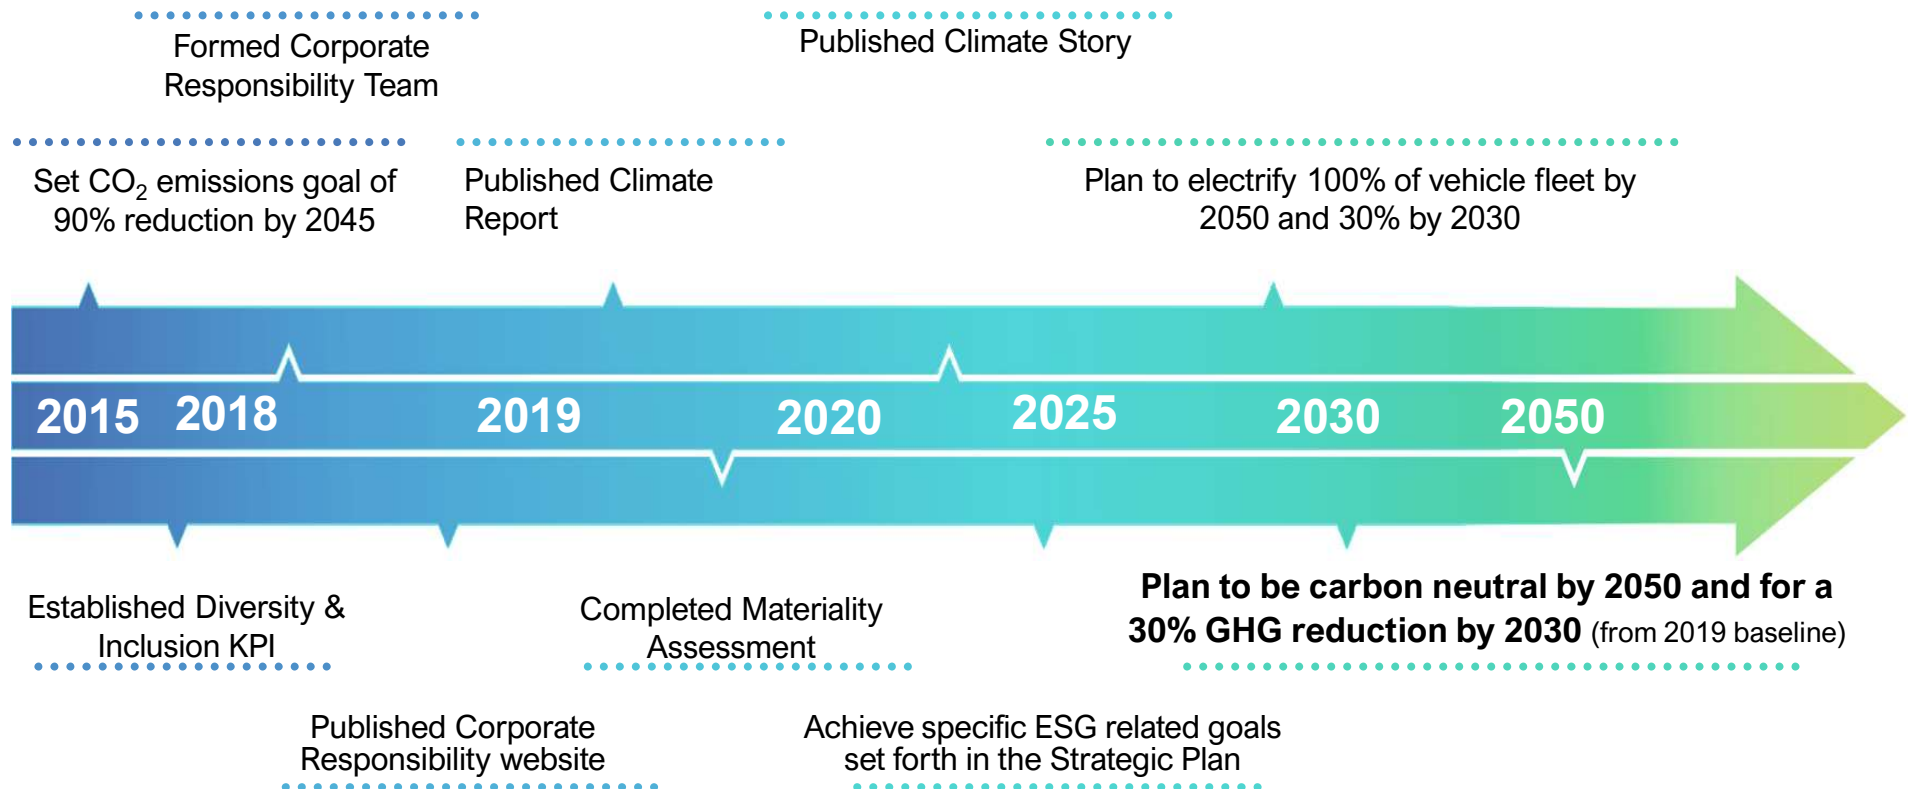 Formed Corporate
Responsibility Team
Published Climate Story
Set CO₂ emissions goal of
90% reduction by 2045
Published Climate
Report
Plan to electrify 100% of vehicle fleet by
2050 and 30% by 2030
2015 2018 2019 2020 2025 2030 2050
Established Diversity &
Inclusion KPI
Completed Materiality
Assessment
Plan to be carbon neutral by 2050 and for a
30% GHG reduction by 2030 (from 2019 baseline)
Published Corporate
Responsibility website
Achieve specific ESG related goals
set forth in the Strategic Plan